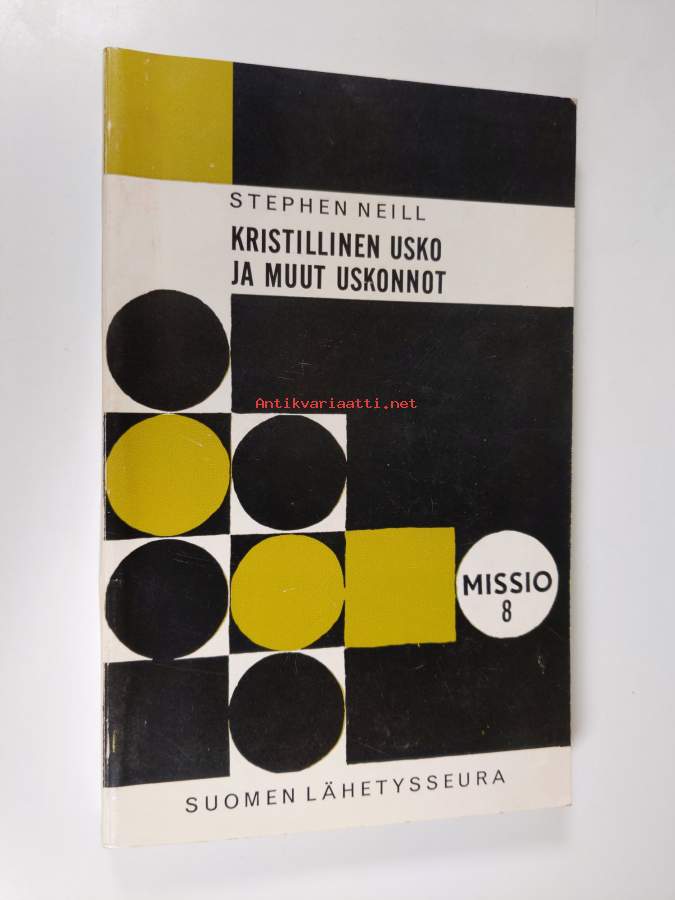 STEPHEN NEILL
KRISTILLINEN USKO
JA MUUT USKONNOT
Antikvariaatti.net
MISSIO
8
SUOMEN LÄHETYSSEURA